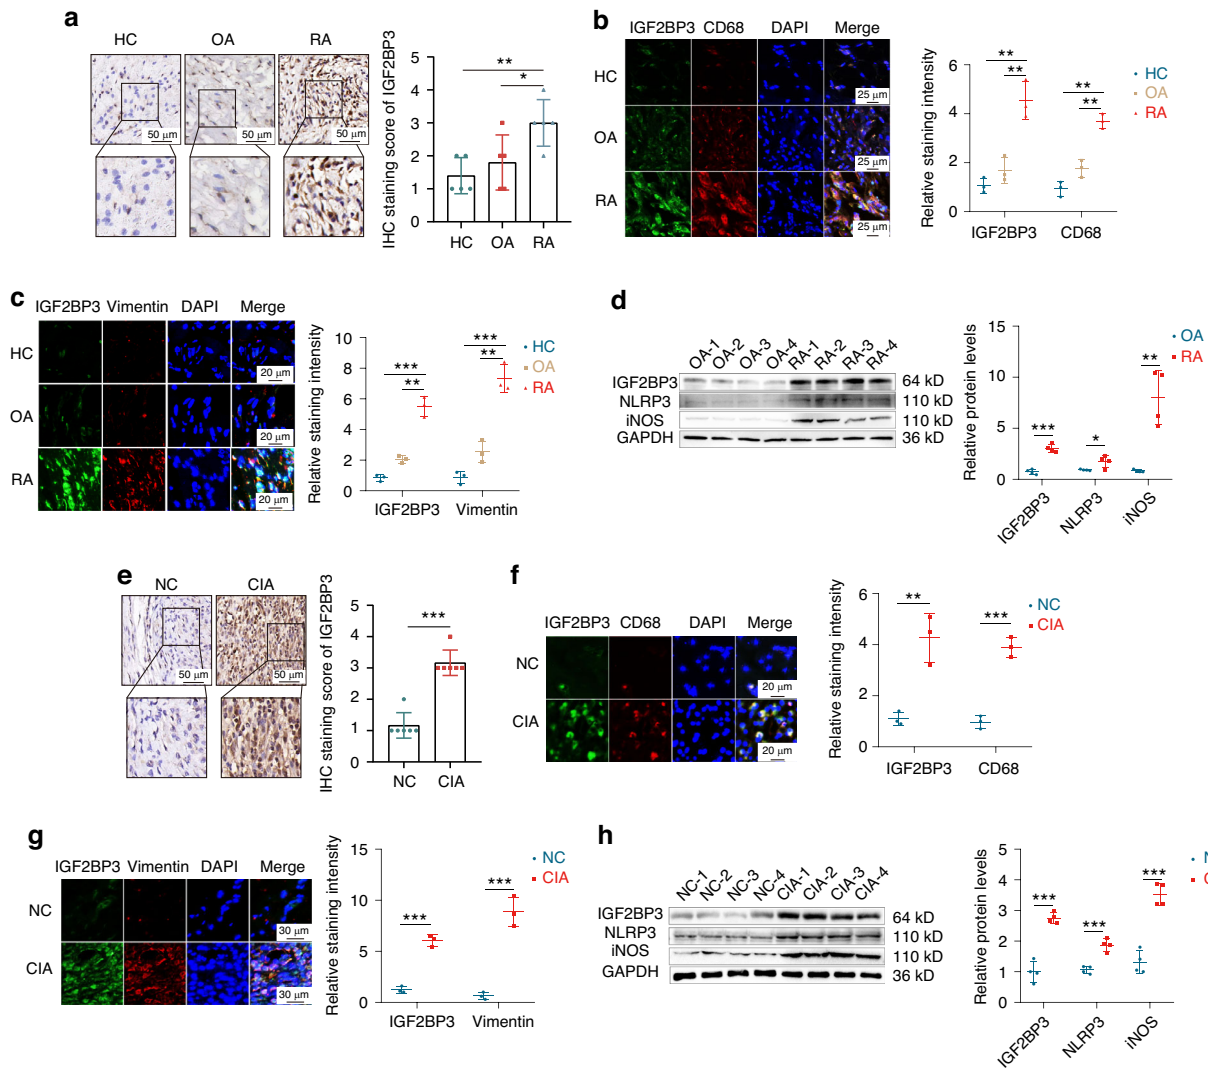 a
HC OA RA
50 μm 50 μm 50 μm
IHC staining score of IGF2BP3
5
4
3
2
1
0
**
*
HC OA RA
b
IGF2BP3 CD68 DAPI Merge
HC
OA
RA
25 μm
25 μm
25 μm
Relative staining intensity
6
4
2
0
**
**
**
**
HC
OA
RA
IGF2BP3 CD68
c
IGF2BP3 Vimentin DAPI Merge
HC
OA
RA
20 μm
20 μm
20 μm
Relative staining intensity
10
8
6
4
2
0
***
**
***
**
HC
OA
RA
IGF2BP3 Vimentin
d
OA-1 OA-2 OA-3 OA-4 RA-1 RA-2 RA-3 RA-4
IGF2BP3 64 kD
NLRP3 110 kD
iNOS 110 kD
GAPDH 36 kD
Relative protein levels
15
10
5
0
***
*
**
OA
RA
IGF2BP3 NLRP3 iNOS
e
NC CIA
50 μm 50 μm
IHC staining score of IGF2BP3
5
4
3
2
1
0
***
NC CIA
f
IGF2BP3 CD68 DAPI Merge
NC
CIA
20 μm
20 μm
Relative staining intensity
6
4
2
0
**
***
NC
CIA
IGF2BP3 CD68
g
IGF2BP3 Vimentin DAPI Merge
NC
CIA
30 μm
30 μm
Relative staining intensity
15
10
5
0
***
***
NC
CIA
IGF2BP3 Vimentin
h
NC-1 NC-2 NC-3 NC-4 CIA-1 CIA-2 CIA-3 CIA-4
IGF2BP3 64 kD
NLRP3 110 kD
iNOS 110 kD
GAPDH 36 kD
Relative protein levels
5
4
3
2
1
0
***
***
***
IGF2BP3 NLRP3 iNOS